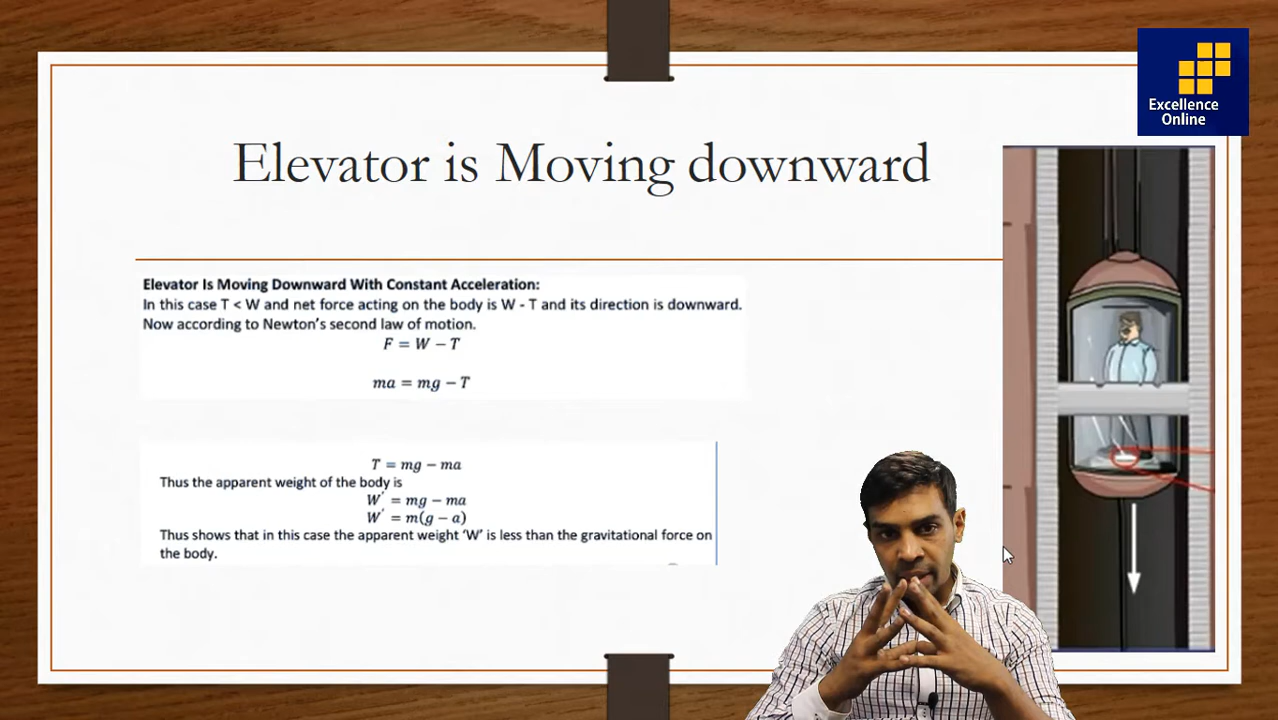 Excellence
Online
Elevator is Moving downward
Elevator Is Moving Downward With Constant Acceleration:
In this case T < W and net force acting on the body is W - T and its direction is downward.
Now according to Newton's second law of motion.
F = W − T
ma = mg − T
T = mg − ma
Thus the apparent weight of the body is
W' = mg − ma
W' = m(g − a)
Thus shows that in this case the apparent weight 'W' is less than the gravitational force on
the body.